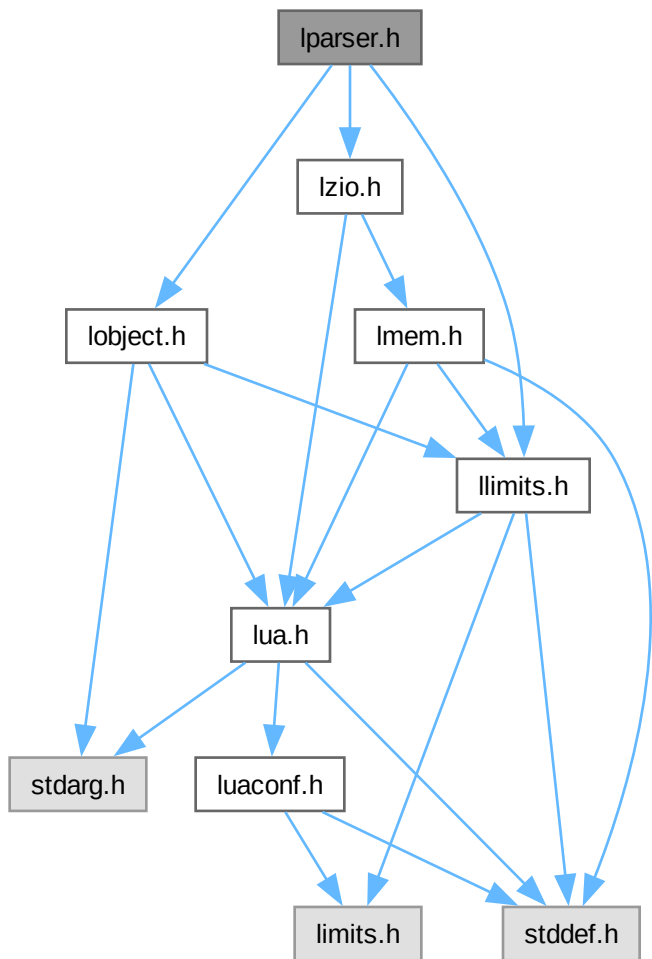 lparser.h
lzio.h
lobject.h
lmem.h
llimits.h
lua.h
stdarg.h
luaconf.h
limits.h
stddef.h